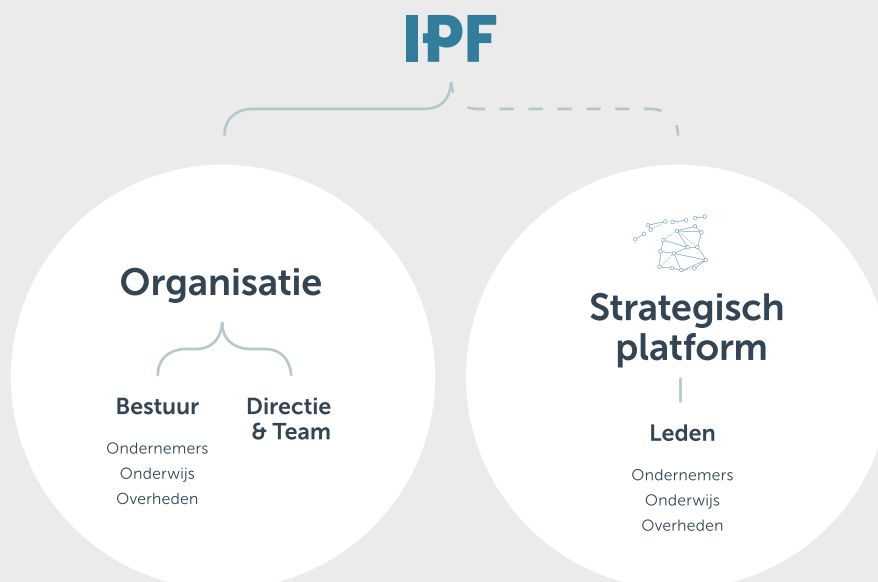 IPF
Organisatie
Bestuur
Ondernemers
Onderwijs
Overheden
Directie
& Team
Strategisch
platform
Leden
Ondernemers
Onderwijs
Overheden